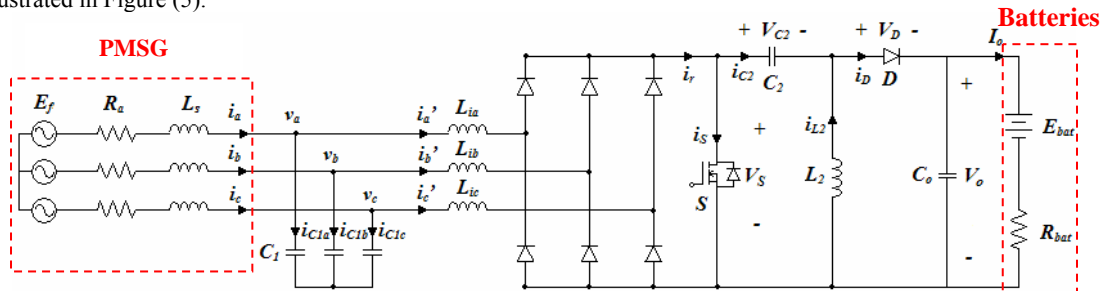 illustrated in Figure (5).
Batteries
PMSG
+ V_C2 -
+ V_D -
I_o
i_r
i_C2
C_2
i_D
D
E_f
R_a
L_s
i_a
v_a
i_a'
L_ia
i_b
v_b
i_b'
L_ib
i_c
v_c
i_c'
L_ic
i_S
+
V_S
-
S
i_L2
L_2
+
C_o
V_o
-
E_bat
R_bat
C_1
i_C1a
i_C1b
i_C1c